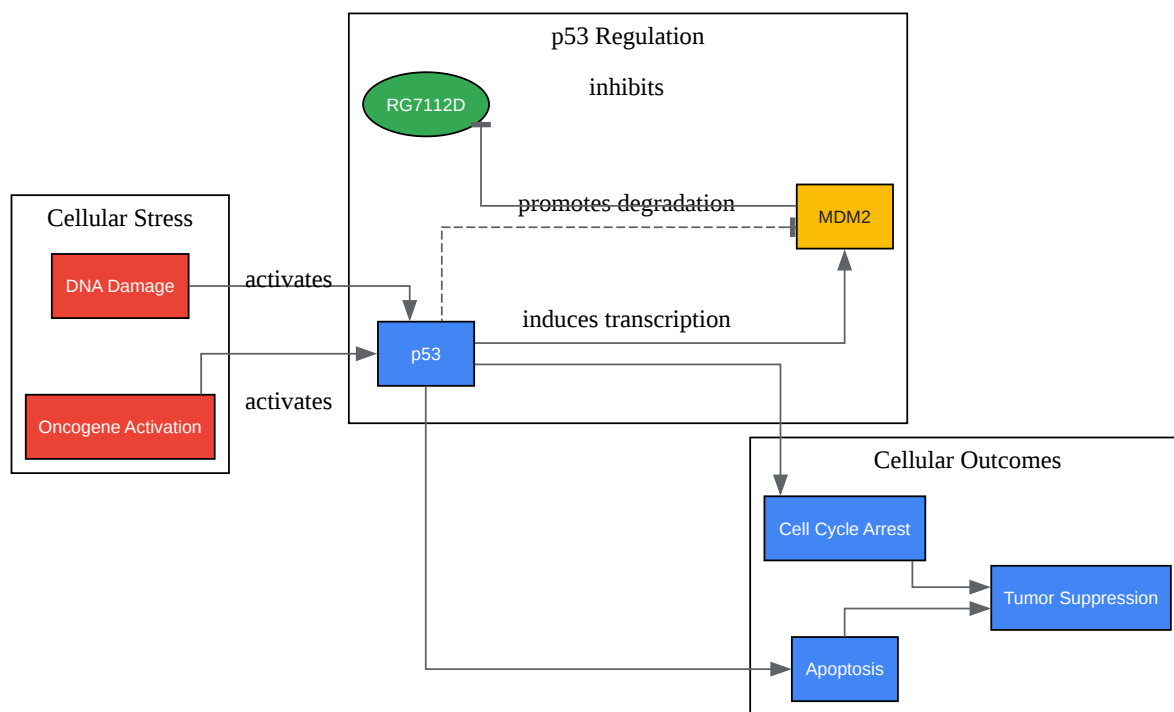 p53 Regulation
inhibits
RG7112D
promotes degradation
MDM2
Cellular Stress
DNA Damage
activates
induces transcription
p53
activates
Oncogene Activation
Cellular Outcomes
Cell Cycle Arrest
Tumor Suppression
Apoptosis